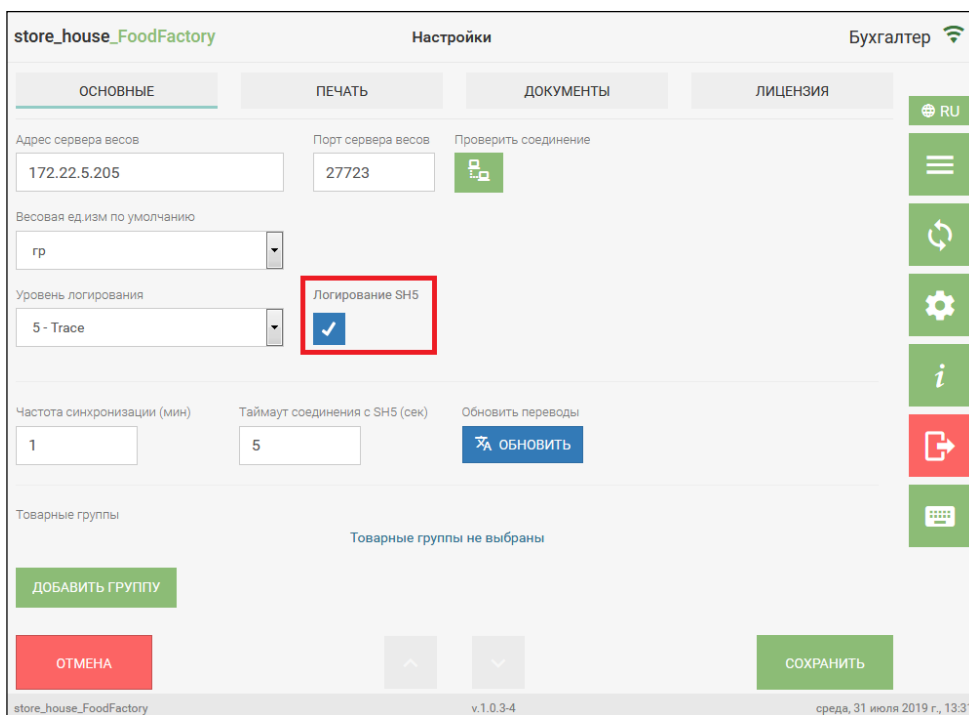 store_house_FoodFactory Настройки Бухгалтер
ОСНОВНЫЕ ПЕЧАТЬ ДОКУМЕНТЫ ЛИЦЕНЗИЯ
RU
Адрес сервера весов Порт сервера весов Проверить соединение
172.22.5.205 27723
Весовая ед.изм по умолчанию
гр
Уровень логирования Логирование SH5
5 - Trace
i
Частота синхронизации (мин) Таймаут соединения с SH5 (сек) Обновить переводы
1 5 ОБНОВИТЬ
Товарные группы
Товарные группы не выбраны
ДОБАВИТЬ ГРУППУ
ОТМЕНА СОХРАНИТЬ
store_house_FoodFactory v.1.0.3-4 среда, 31 июля 2019 г., 13:31